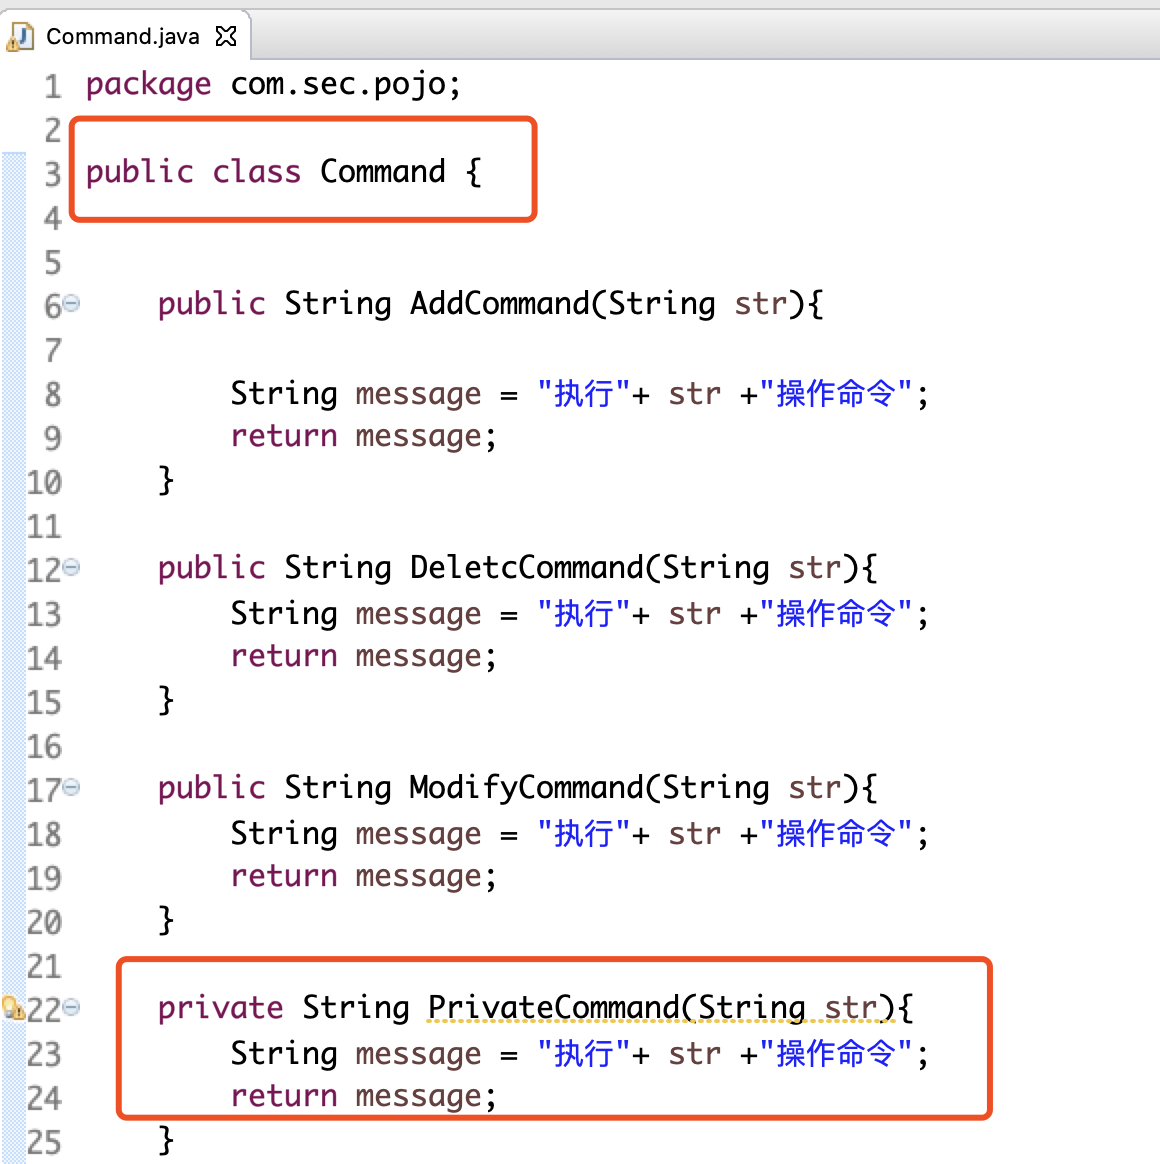 Command.java
1 package com.sec.pojo;
2
3 public class Command {
4
5
6 public String AddCommand(String str){
7
8 String message = "执行"+ str +"操作命令";
9 return message;
10 }
11
12 public String DeletcCommand(String str){
13 String message = "执行"+ str +"操作命令";
14 return message;
15 }
16
17 public String ModifyCommand(String str){
18 String message = "执行"+ str +"操作命令";
19 return message;
20 }
21
22 private String PrivateCommand(String str){
23 String message = "执行"+ str +"操作命令";
24 return message;
25 }